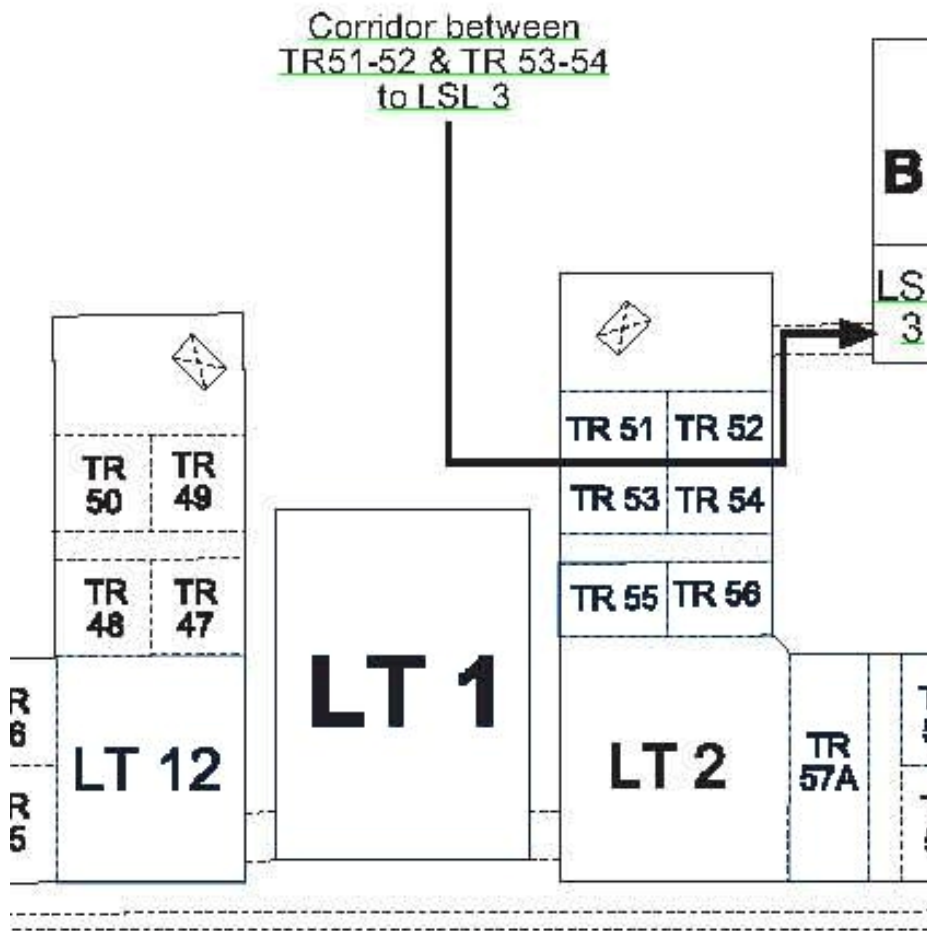 Corridor between
TR51-52 & TR 53-54
to LSL 3
B
LS
3
TR 51
TR 52
TR
50
TR
49
TR 53
TR 54
TR
48
TR
47
TR 55
TR 56
LT 1
LT 12
LT 2
TR
57A